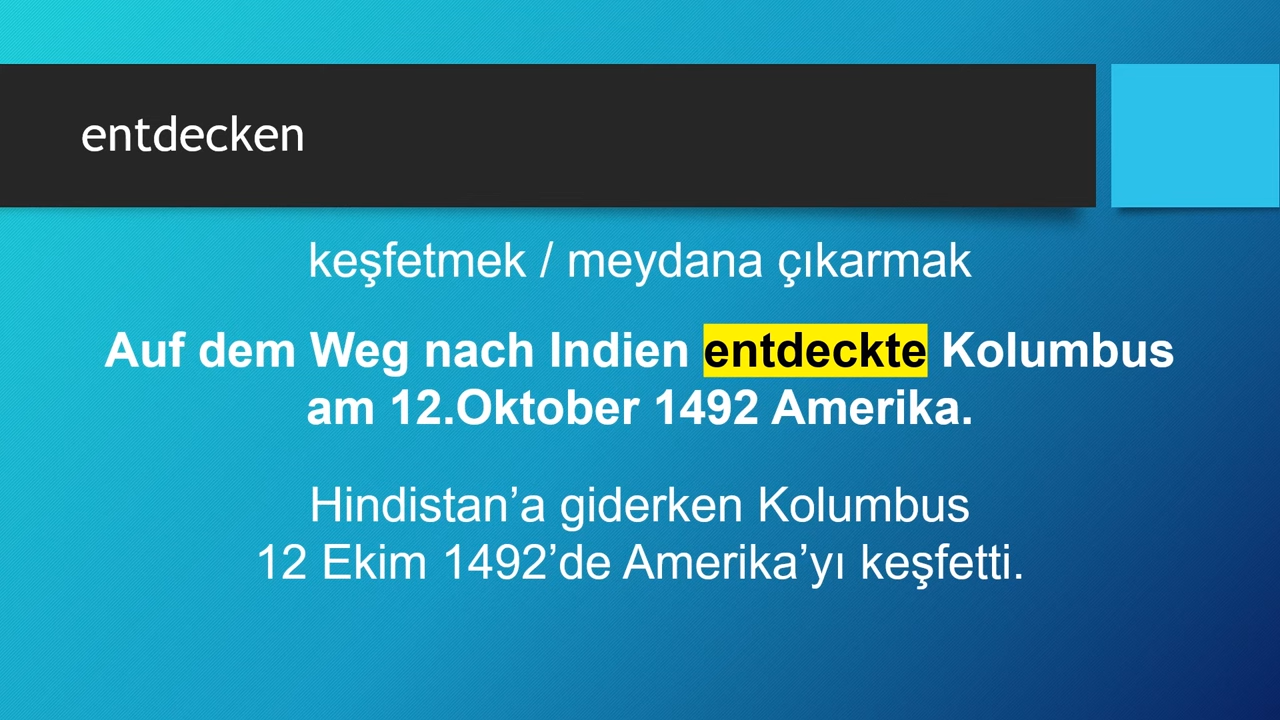 entdecken
keşfetmek / meydana çıkarmak
Auf dem Weg nach Indien entdeckte Kolumbus
am 12.Oktober 1492 Amerika.
Hindistan’a giderken Kolumbus
12 Ekim 1492’de Amerika’yı keşfetti.